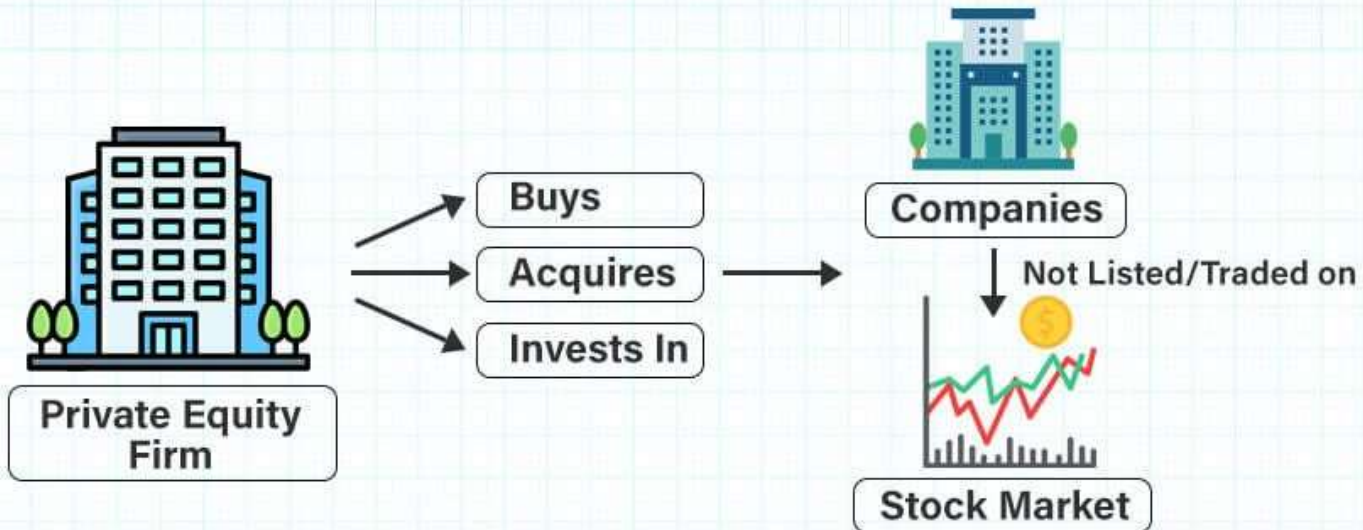 Private Equity
Firm
Buys
Acquires
Invests In
Companies
Not Listed/Traded on
$
Stock Market